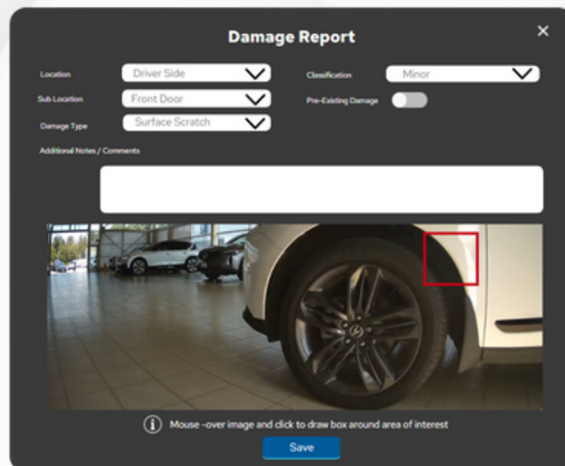 Damage Report
Location Driver Side Classification Minor
Sub Location Front Door Pre-Existing Damage
Damage Type Surface Scratch
Additional Notes / Comments
Mouse -over image and click to draw box around area of interest
Save